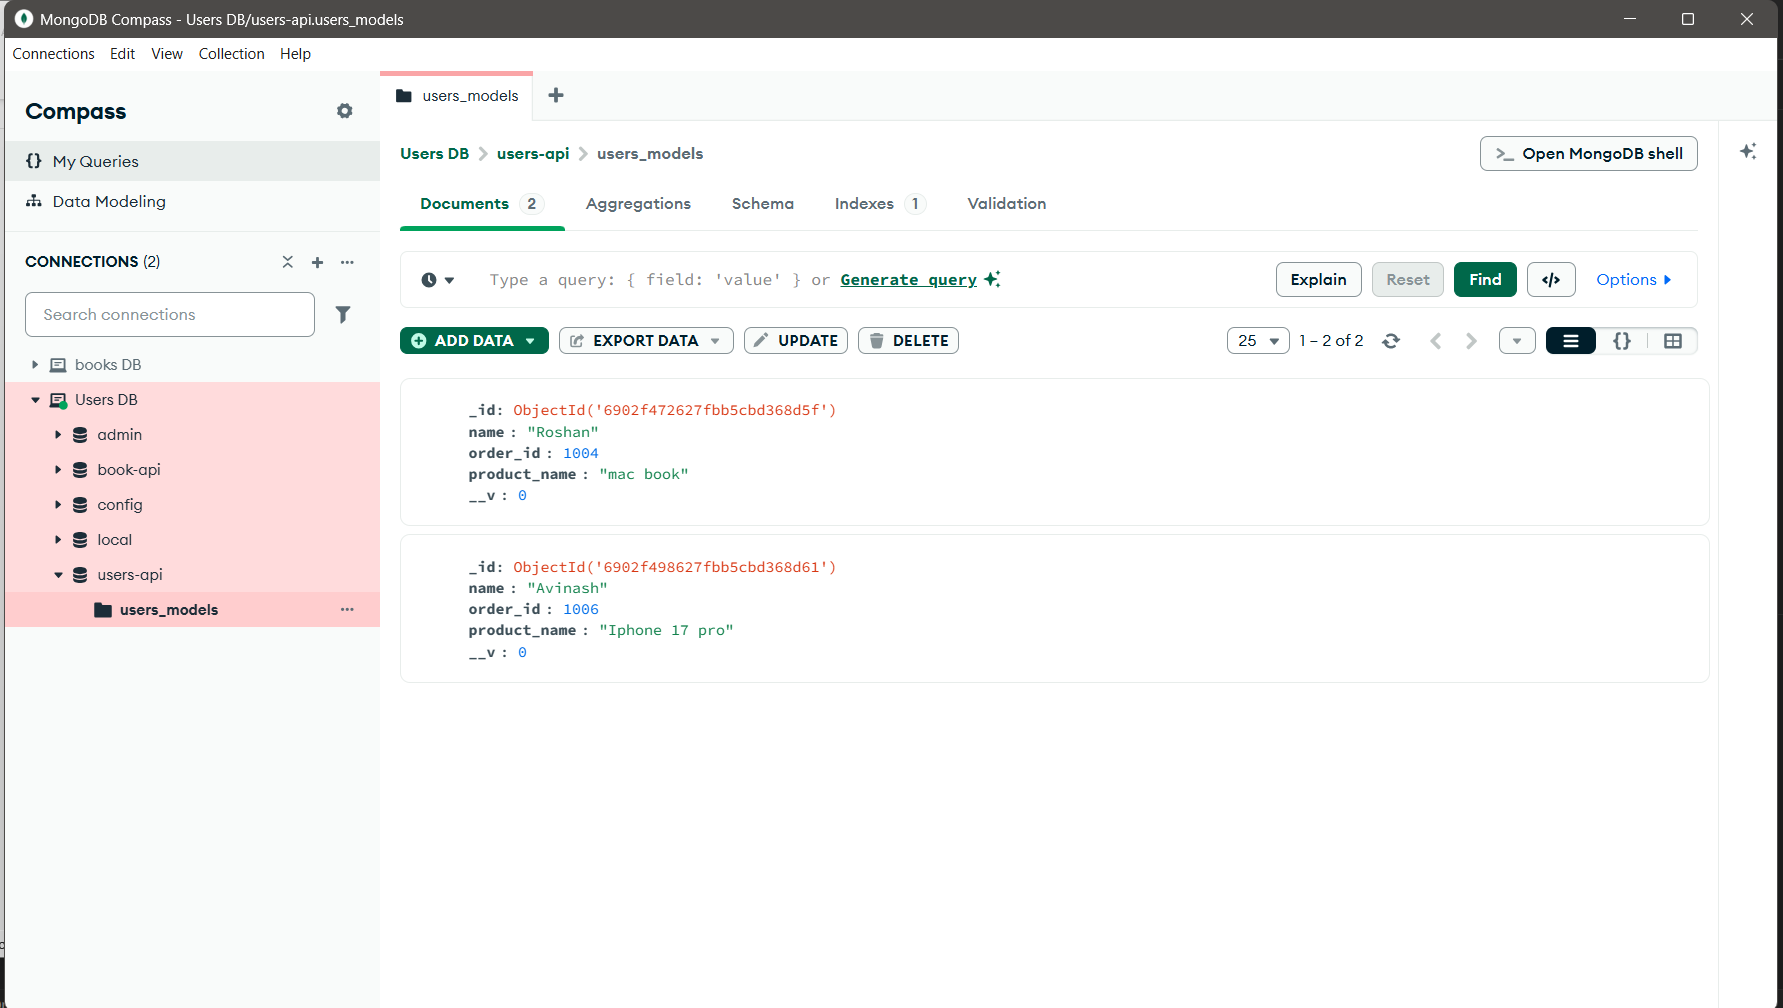 MongoDB Compass - Users DB/users-api.users_models
Connections Edit View Collection Help
Compass
{} My Queries
Data Modeling
CONNECTIONS (2)
Search connections
books DB
Users DB
admin
book-api
config
local
users-api
users_models
users_models
Users DB > users-api > users_models
>_ Open MongoDB shell
Documents 2 Aggregations Schema Indexes 1 Validation
Type a query: { field: 'value' } or Generate query
Explain Reset Find </> Options
ADD DATA EXPORT DATA UPDATE DELETE
25 1 – 2 of 2 {}
_id: ObjectId('6902f472627fbb5cbd368d5f')
name : "Roshan"
order_id : 1004
product_name : "mac book"
__v : 0
_id: ObjectId('6902f498627fbb5cbd368d61')
name : "Avinash"
order_id : 1006
product_name : "Iphone 17 pro"
__v : 0